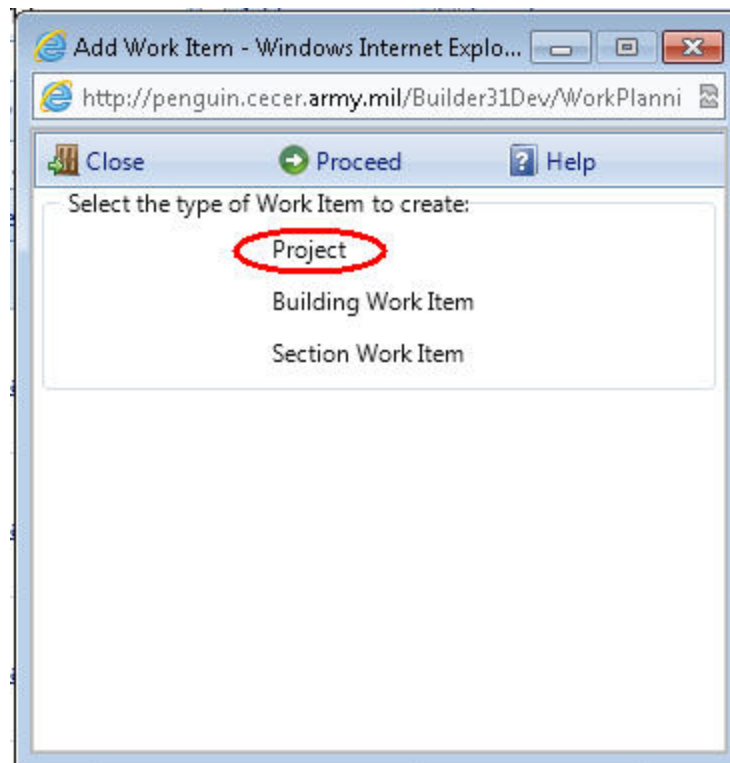 Add Work Item - Windows Internet Explo...
http://penguin.cecer.army.mil/Builder31Dev/WorkPlanni
Close Proceed Help
Select the type of Work Item to create:
Project
Building Work Item
Section Work Item